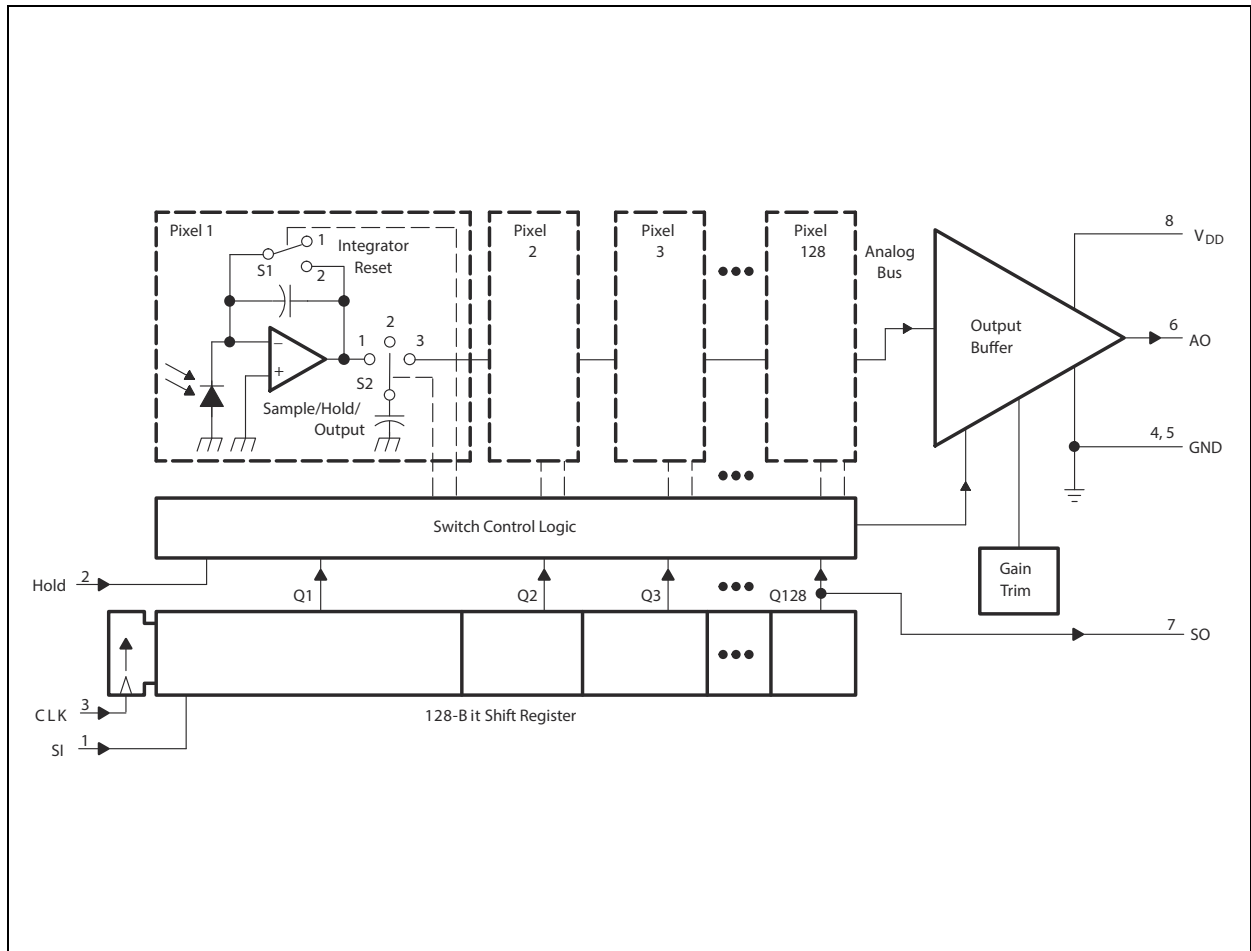 Pixel 1
1
Integrator
Reset
S1
2
−
+
1
2
3
S2
Sample/Hold/
Output
Pixel
2
Pixel
3
Pixel
128
Analog
Bus
Output
Buffer
8
VDD
6
AO
4, 5
GND
Switch Control Logic
Gain
Trim
Hold
2
Q1
Q2
Q3
Q128
7
SO
CLK
3
128-B it Shift Register
SI
1